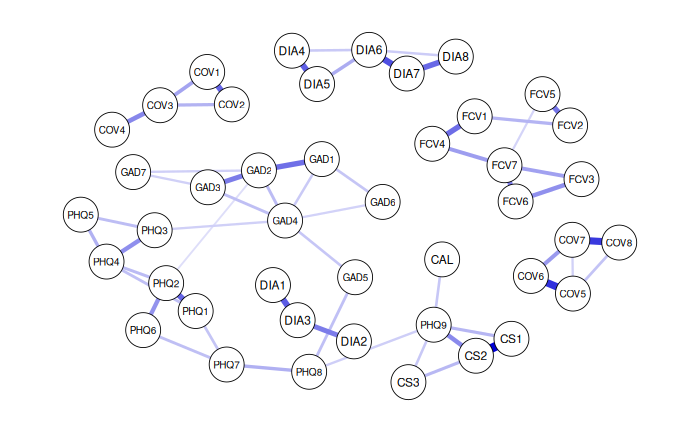 DIA4
DIA6
DIA8
DIA5
DIA7
COV1
COV3
COV2
COV4
FCV5
FCV1
FCV2
FCV4
FCV7
FCV3
FCV6
GAD7
GAD2
GAD1
GAD3
GAD4
GAD6
PHQ5
PHQ3
PHQ4
PHQ2
PHQ1
PHQ6
PHQ7
PHQ8
GAD5
DIA1
DIA3
DIA2
CAL
PHQ9
CS1
CS2
CS3
COV7
COV8
COV6
COV5